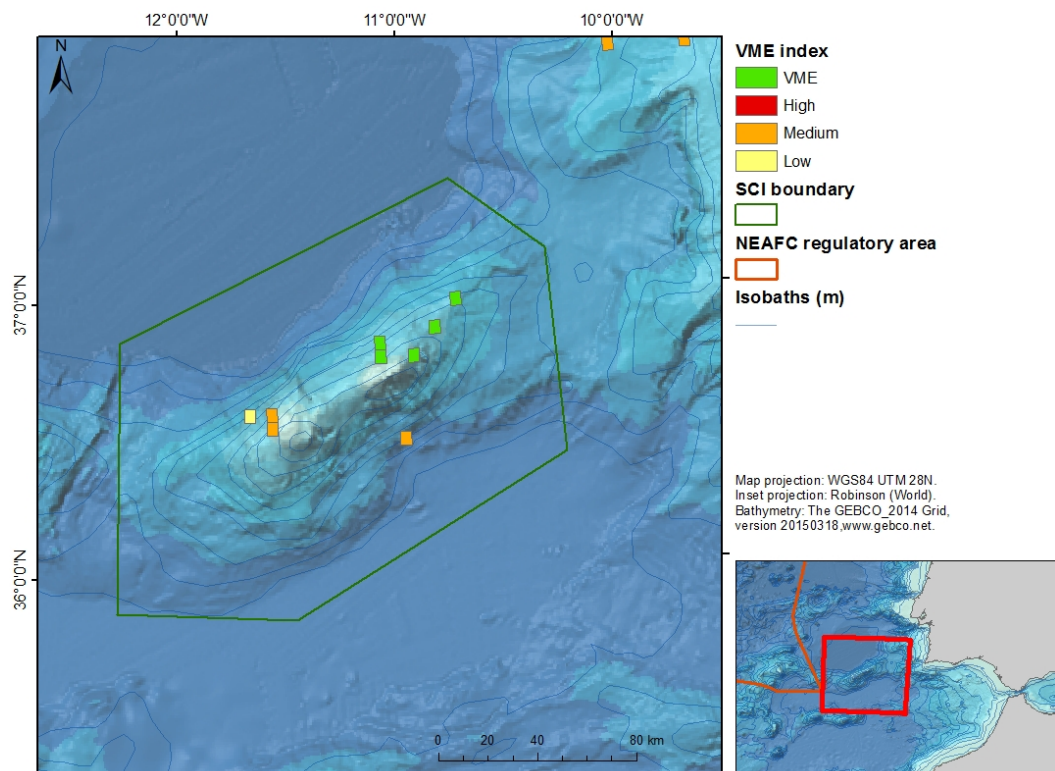 12°0'0"W
11°0'0"W
10°0'0"W
N
37°0'0"N
36°0'0"N
0 20 40 80 km
VME index
VME
High
Medium
Low
SCI boundary
NEAFC regulatory area
Isobaths (m)
Map projection: WGS84 UTM 28N.
Inset projection: Robinson (World).
Bathymetry: The GEBCO_2014 Grid,
version 20150318,www.gebco.net.